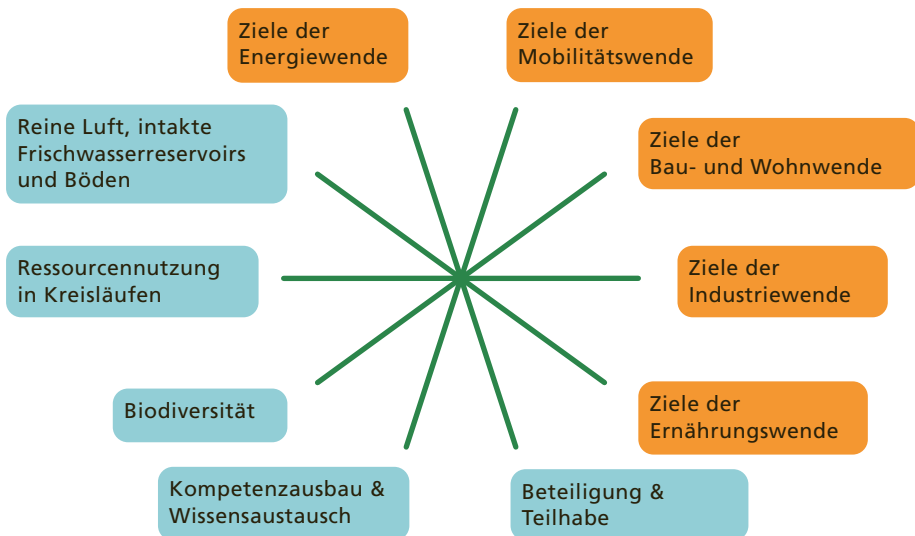 Ziele der
Energiewende
Ziele der
Mobilitätswende
Reine Luft, intakte
Frischwasserreservoirs
und Böden
Ziele der
Bau- und Wohnwende
Ressourcennutzung
in Kreisläufen
Ziele der
Industriewende
Biodiversität
Ziele der
Ernährungswende
Kompetenzausbau &
Wissensaustausch
Beteiligung &
Teilhabe